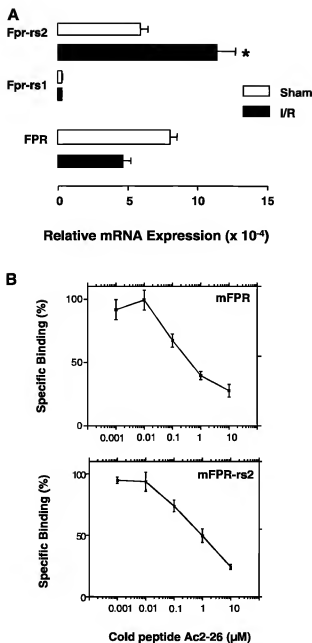 A
Fpr-rs2
*
Fpr-rs1
Sham
I/R
FPR
0 5 10 15
Relative mRNA Expression (x 10⁻⁴)
B
mFPR
Specific Binding (%)
100
50
0
0.001 0.01 0.1 1 10
mFPR-rs2
Specific Binding (%)
100
50
0
0.001 0.01 0.1 1 10
Cold peptide Ac2-26 (µM)